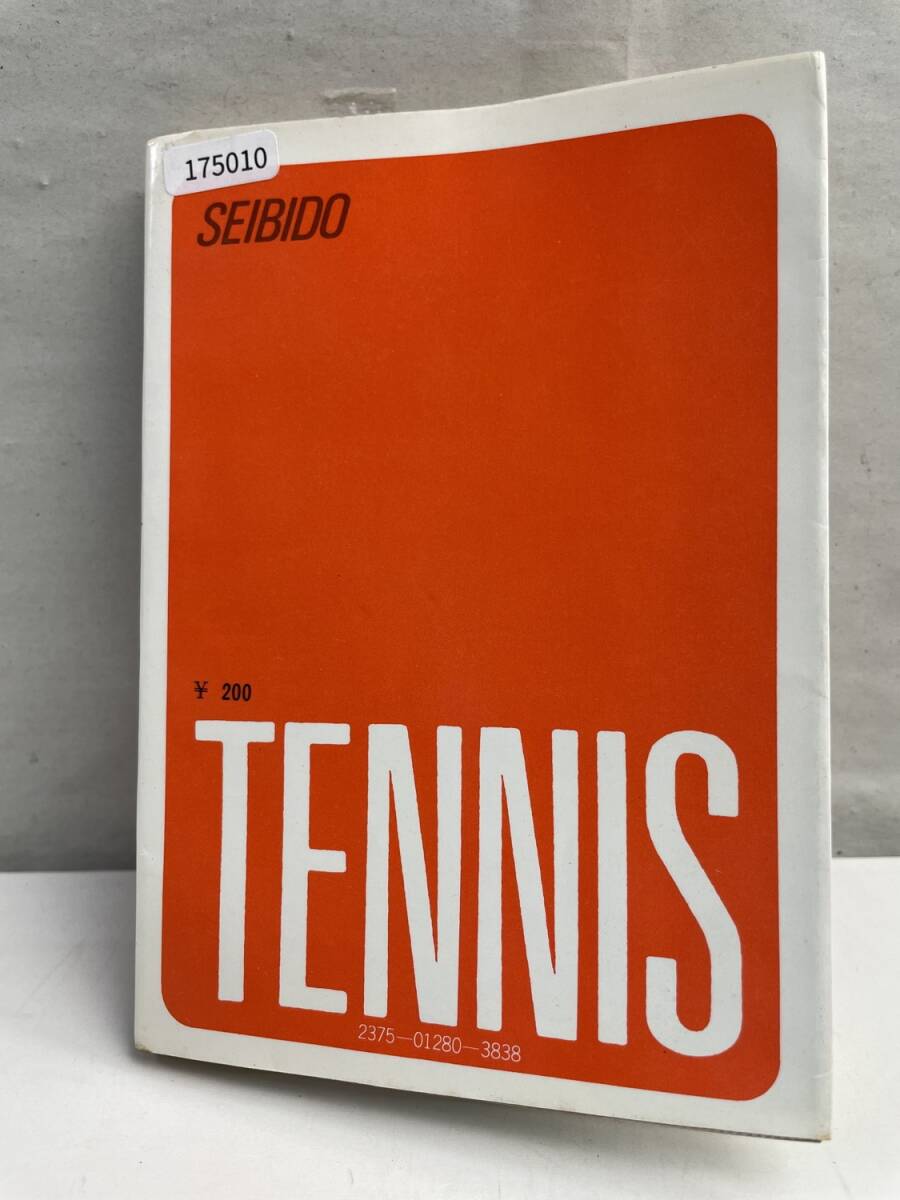 175010
SEIBIDO
¥ 200
TENNIS
2375—01280—3838